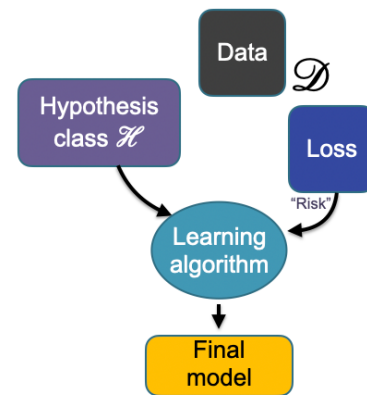 Data
𝒟
Hypothesis
class ℋ
Loss
“Risk”
Learning
algorithm
Final
model